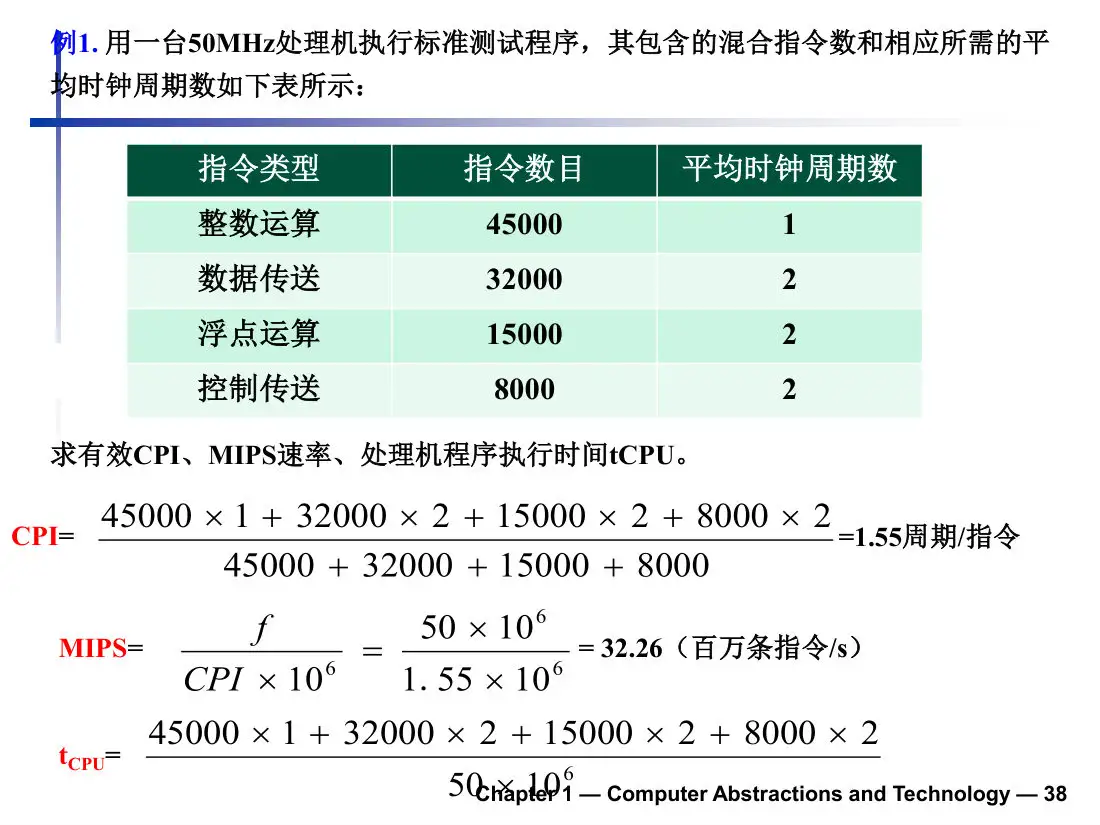 例1. 用一台50MHz处理机执行标准测试程序，其包含的混合指令数和相应所需的平
均时钟周期数如下表所示：
指令类型 指令数目 平均时钟周期数
整数运算 45000 1
数据传送 32000 2
浮点运算 15000 2
控制传送 8000 2
求有效CPI、MIPS速率、处理机程序执行时间tCPU。
45000 × 1 + 32000 × 2 + 15000 × 2 + 8000 × 2
CPI= =1.55周期/指令
45000 + 32000 + 15000 + 8000
f 50 × 10⁶
MIPS= = = 32.26（百万条指令/s）
CPI × 10⁶ 1. 55 × 10⁶
45000 × 1 + 32000 × 2 + 15000 × 2 + 8000 × 2
tCPU=
50 × 10⁶
Chapter 1 — Computer Abstractions and Technology — 38